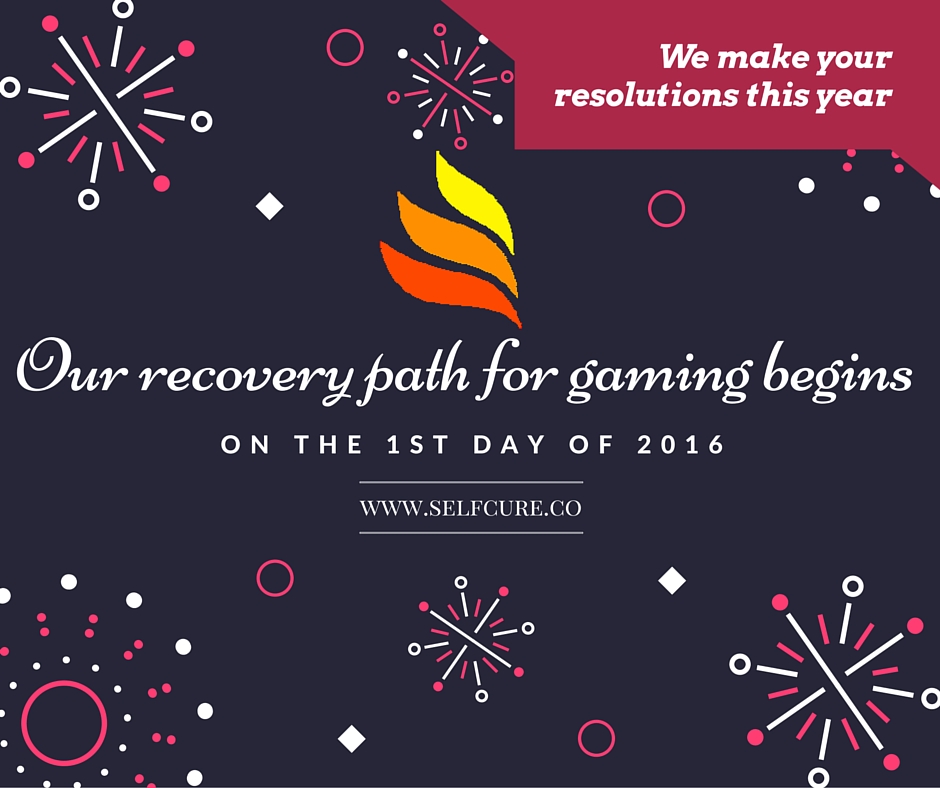 We make your
resolutions this year
Our recovery path for gaming begins
ON THE 1ST DAY OF 2016
WWW.SELFCURE.CO